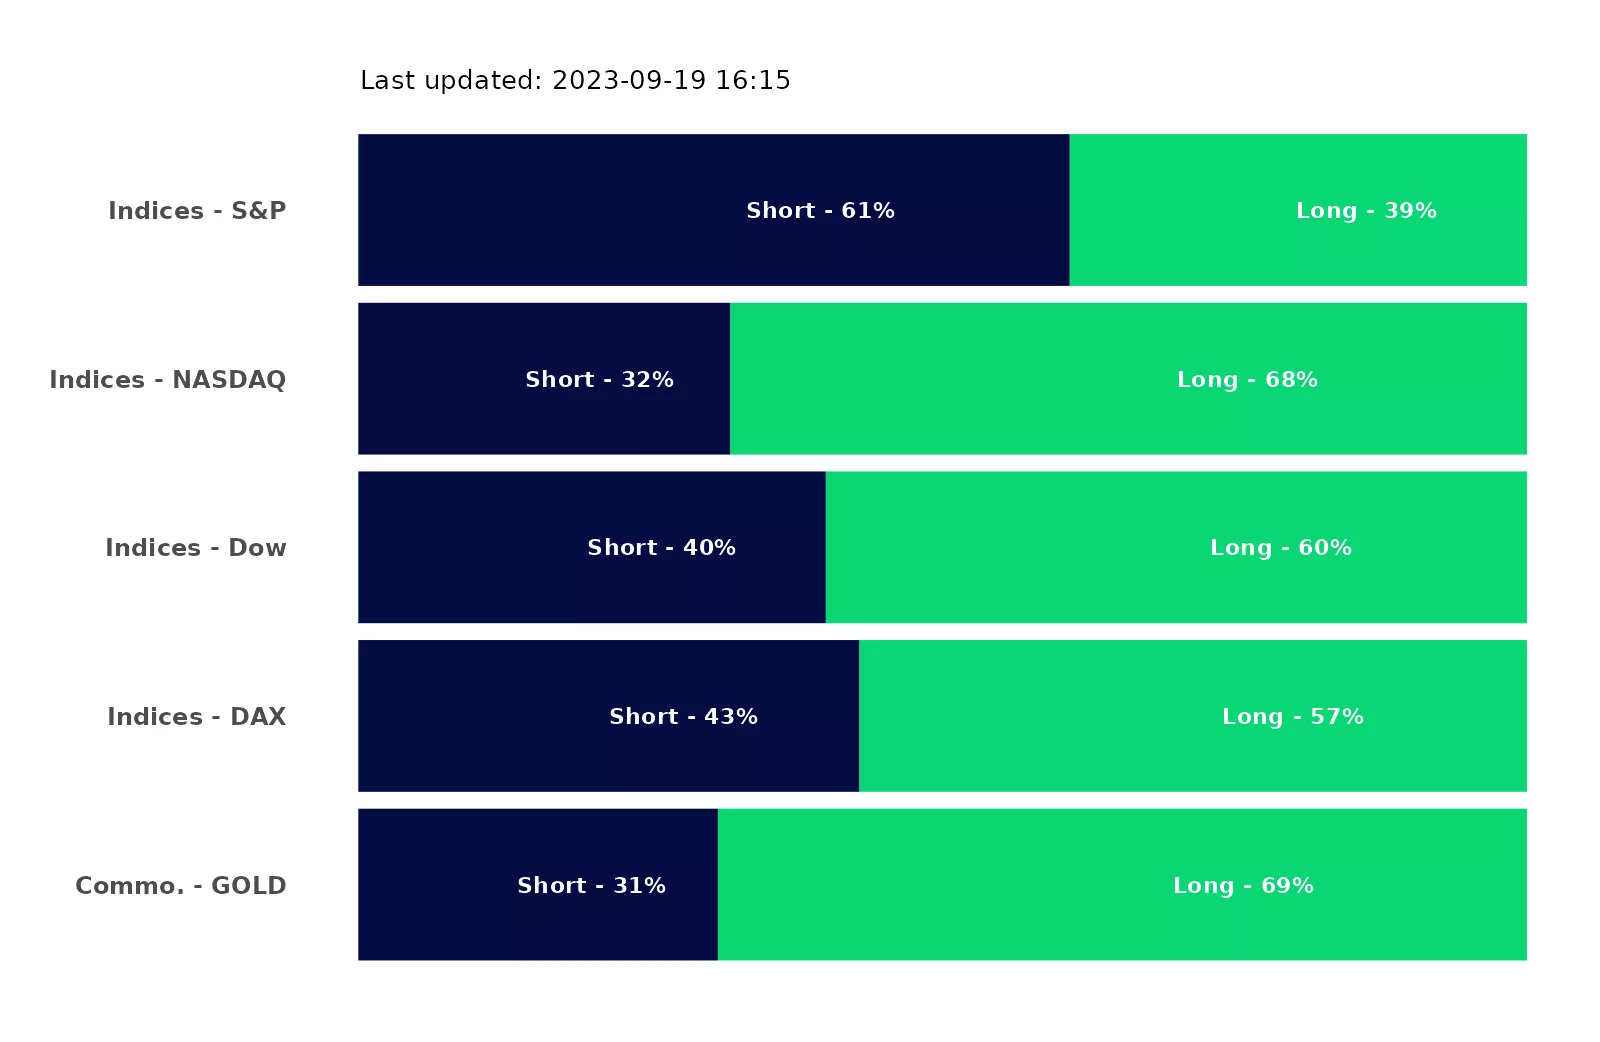 Last updated: 2023-09-19 16:15
Indices - S&P Short - 61% Long - 39%
Indices - NASDAQ Short - 32% Long - 68%
Indices - Dow Short - 40% Long - 60%
Indices - DAX Short - 43% Long - 57%
Commo. - GOLD Short - 31% Long - 69%